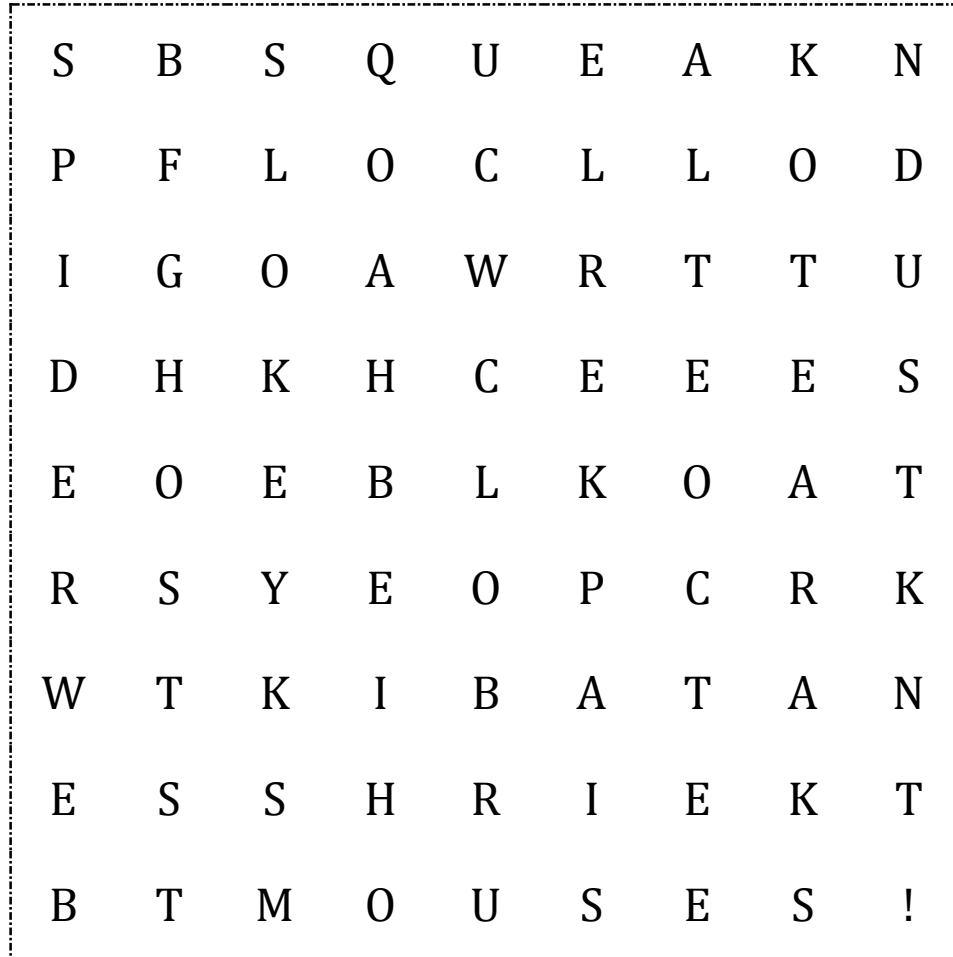 S B S Q U E A K N
P F L O C L L O D
I G O A W R T T U
D H K H C E E E S
E O E B L K O A T
R S Y E O P C R K
W T K I B A T A N
E S S H R I E K T
B T M O U S E S !